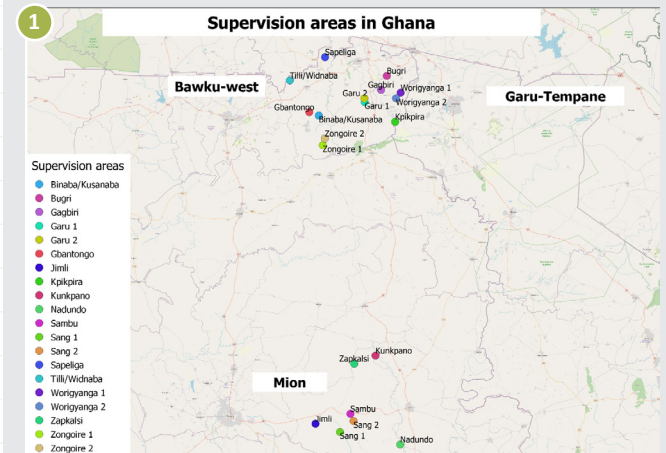 1
Supervision areas in Ghana
Sapeliga
Tilli/Widnaba
Bugri
Bawku-west
Gagbiri
Worigyanga 1
Garu-Tempane
Garu 2
Garu 1
Worigyanga 2
Gbantongo
Binaba/Kusanaba
Kpikpira
Zongoire 2
Zongoire 1
Supervision areas
Binaba/Kusanaba
Bugri
Gagbiri
Garu 1
Garu 2
Gbantongo
Jimli
Kpikpira
Kunkpano
Nadundo
Sambu
Sang 1
Sang 2
Sapeliga
Tilli/Widnaba
Worigyanga 1
Worigyanga 2
Zapkalsi
Zongoire 1
Zongoire 2
Kunkpano
Zapkalsi
Mion
Sambu
Jimli
Sang 2
Sang 1
Nadundo